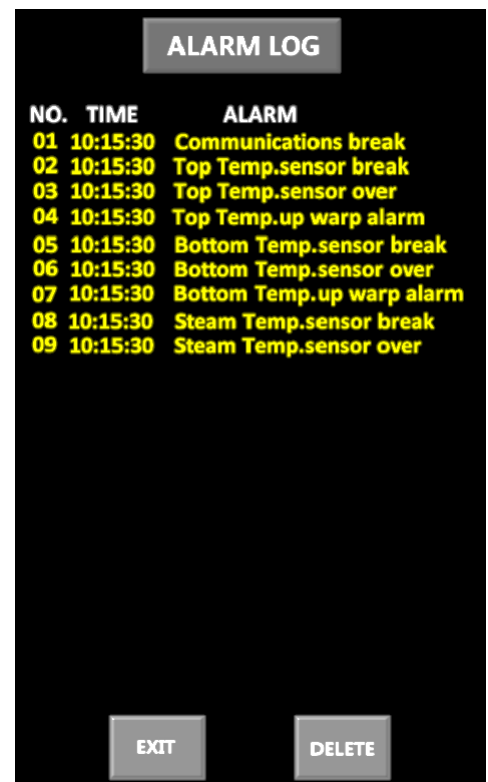 ALARM LOG
NO. TIME ALARM
01 10:15:30 Communications break
02 10:15:30 Top Temp.sensor break
03 10:15:30 Top Temp.sensor over
04 10:15:30 Top Temp.up warp alarm
05 10:15:30 Bottom Temp.sensor break
06 10:15:30 Bottom Temp.sensor over
07 10:15:30 Bottom Temp.up warp alarm
08 10:15:30 Steam Temp.sensor break
09 10:15:30 Steam Temp.sensor over
EXIT DELETE